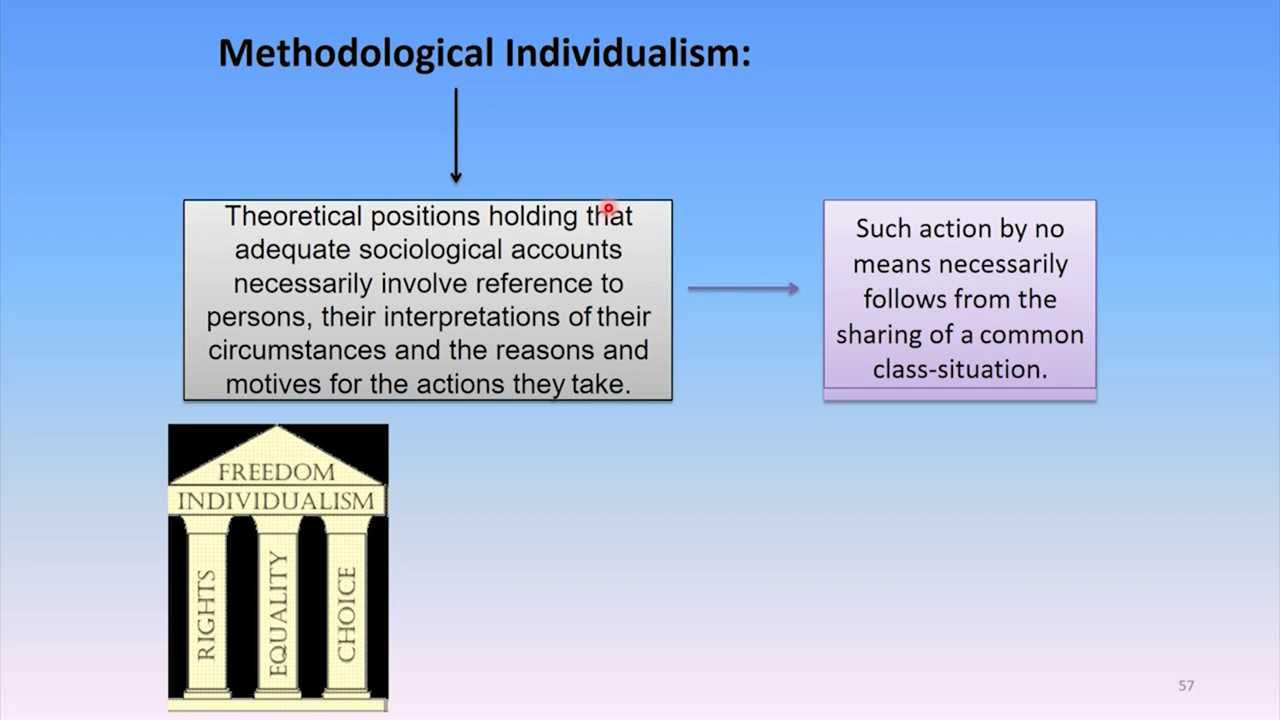 Methodological Individualism:
Theoretical positions holding that
adequate sociological accounts
necessarily involve reference to
persons, their interpretations of their
circumstances and the reasons and
motives for the actions they take.
Such action by no
means necessarily
follows from the
sharing of a common
class-situation.
FREEDOM
INDIVIDUALISM
RIGHTS
EQUALITY
CHOICE
57